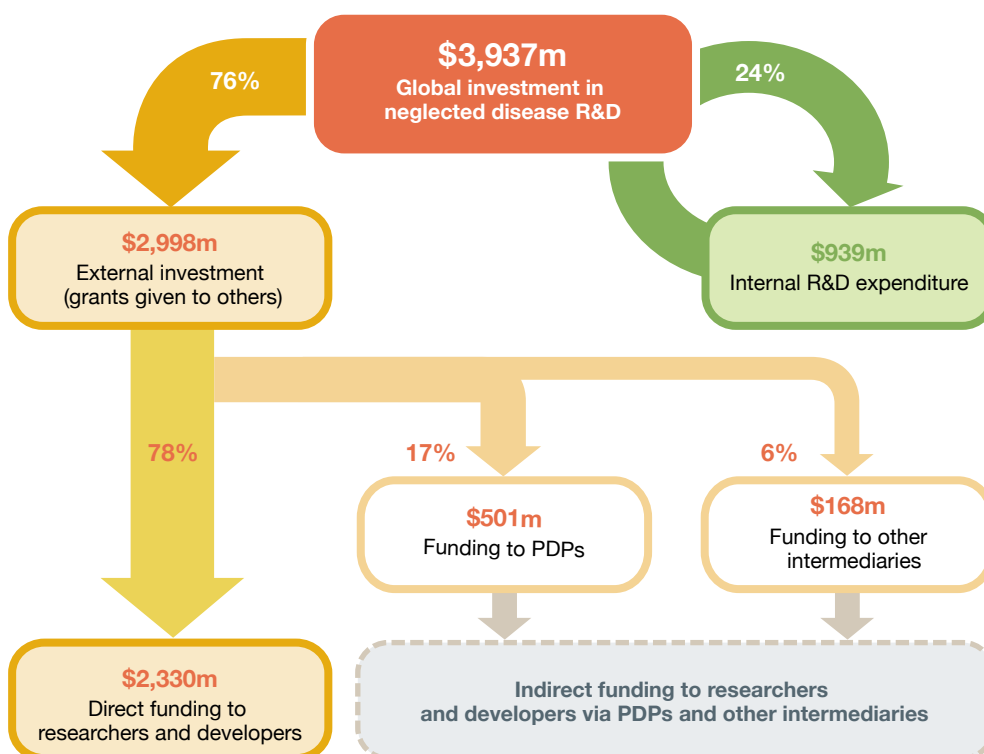 $3,937m
Global investment in
neglected disease R&D
76%
24%
$2,998m
External investment
(grants given to others)
$939m
Internal R&D expenditure
78%
17%
6%
$501m
Funding to PDPs
$168m
Funding to other
intermediaries
$2,330m
Direct funding to
researchers and developers
Indirect funding to researchers
and developers via PDPs and other intermediaries